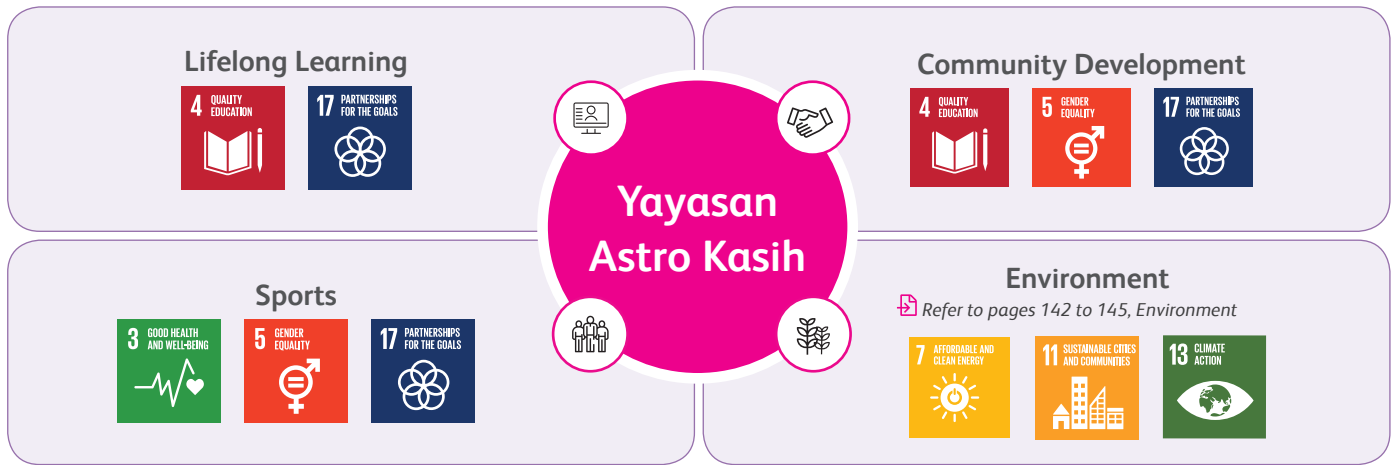 Lifelong Learning
4 QUALITY
EDUCATION
17 PARTNERSHIPS
FOR THE GOALS
Community Development
4 QUALITY
EDUCATION
5 GENDER
EQUALITY
17 PARTNERSHIPS
FOR THE GOALS
Yayasan
Astro Kasih
Sports
3 GOOD HEALTH
AND WELL-BEING
5 GENDER
EQUALITY
17 PARTNERSHIPS
FOR THE GOALS
Environment
Refer to pages 142 to 145, Environment
7 AFFORDABLE AND
CLEAN ENERGY
11 SUSTAINABLE CITIES
AND COMMUNITIES
13 CLIMATE
ACTION